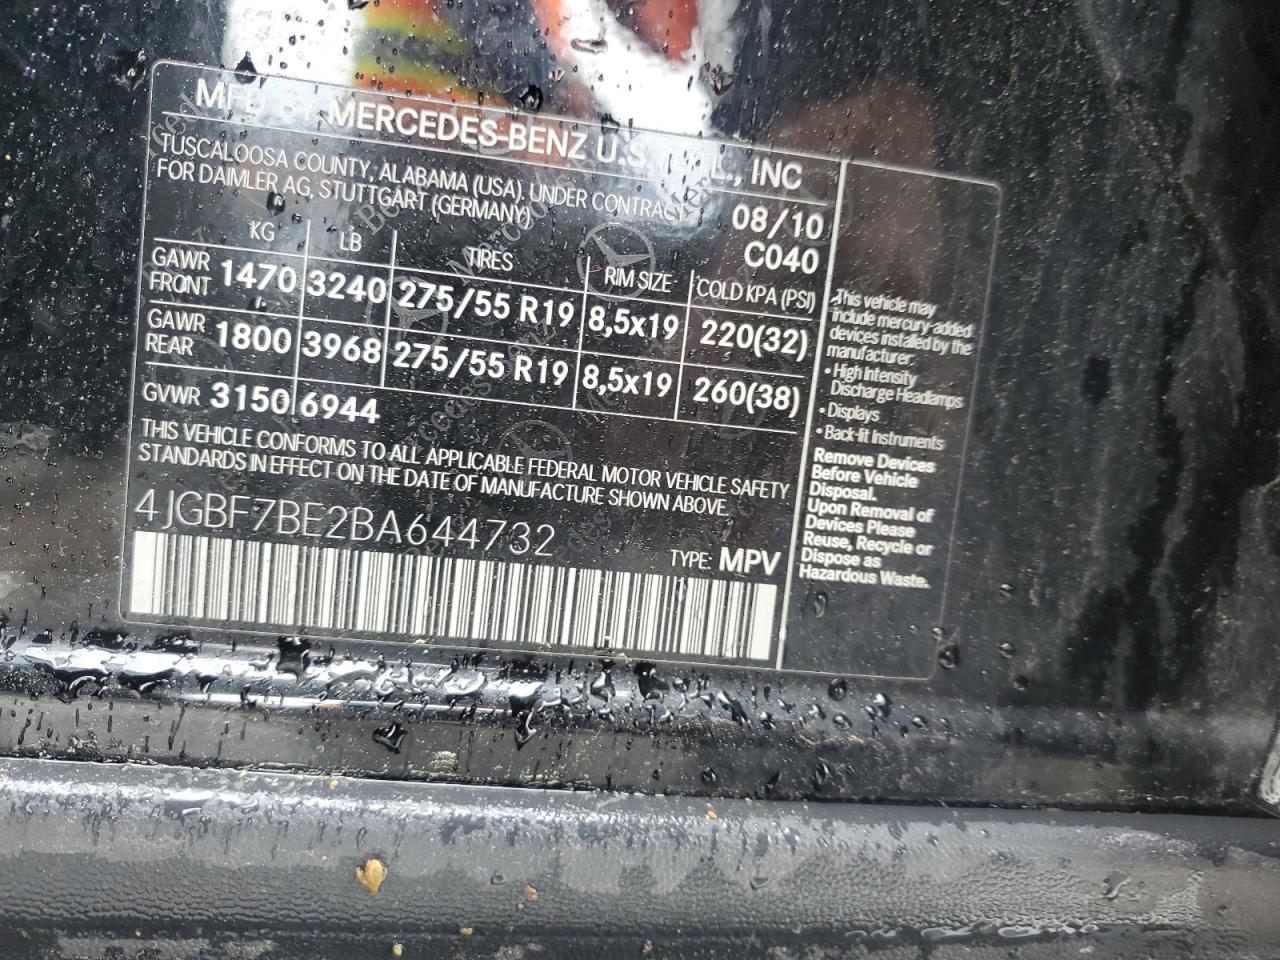 MFD BY MERCEDES-BENZ U.S. INTL., INC
TUSCALOOSA COUNTY, ALABAMA (USA), UNDER CONTRACT
FOR DAIMLER AG, STUTTGART (GERMANY)
08/10
C040
KG LB TIRES RIM SIZE COLD KPA (PSI)
GAWR FRONT 1470 3240 275/55 R19 8,5x19 220(32)
GAWR REAR 1800 3968 275/55 R19 8,5x19 260(38)
GVWR 3150 6944
THIS VEHICLE CONFORMS TO ALL APPLICABLE FEDERAL MOTOR VEHICLE SAFETY
STANDARDS IN EFFECT ON THE DATE OF MANUFACTURE SHOWN ABOVE.
4JGBF7BE2BA644732
TYPE: MPV
This vehicle may
include mercury-added
devices installed by the
manufacturer:
• High Intensity
Discharge Headlamps
• Displays
• Back-lit Instruments
Remove Devices
Before Vehicle
Disposal.
Upon Removal of
Devices Please
Reuse, Recycle or
Dispose as
Hazardous Waste.